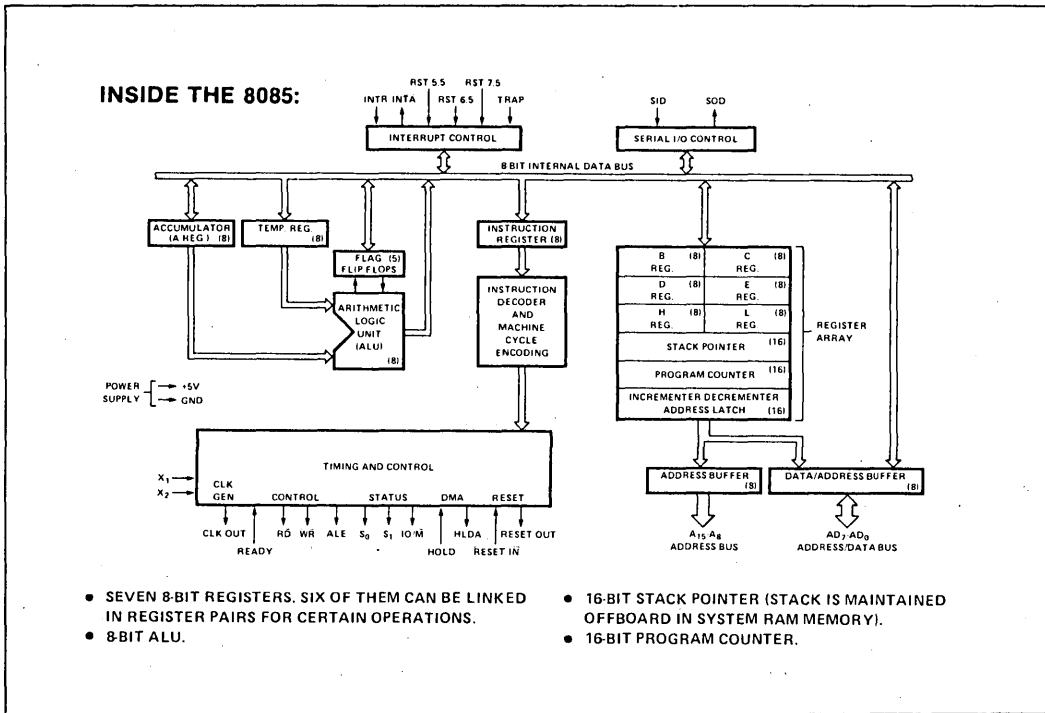 INSIDE THE 8085:
RST 5.5 RST 7.5
INTR INTA RST 6.5 TRAP
SID SOD
INTERRUPT CONTROL
SERIAL I/O CONTROL
8-BIT INTERNAL DATA BUS
ACCUMULATOR
(A REG) (8)
TEMP. REG.
(8)
FLAG (5)
FLIP FLOPS
ARITHMETIC
LOGIC
UNIT
(ALU)
(8)
INSTRUCTION
REGISTER (8)
INSTRUCTION
DECODER
AND
MACHINE
CYCLE
ENCODING
B (8) C (8)
REG. REG.
D (8) E (8)
REG. REG.
H (8) L (8)
REG. REG
STACK POINTER (16)
PROGRAM COUNTER (16)
INCREMENTER DECREMENTER
ADDRESS LATCH (16)
REGISTER
ARRAY
POWER
SUPPLY
+5V
GND
TIMING AND CONTROL
X1
X2
CLK
GEN CONTROL STATUS DMA RESET
CLK OUT RD WR ALE S0 S1 IO/M HLDA RESET OUT
READY HOLD RESET IN
ADDRESS BUFFER
(8)
DATA/ADDRESS BUFFER
(8)
A15-A8
ADDRESS BUS
AD7-AD0
ADDRESS/DATA BUS
• SEVEN 8-BIT REGISTERS. SIX OF THEM CAN BE LINKED
IN REGISTER PAIRS FOR CERTAIN OPERATIONS.
• 8-BIT ALU.
• 16-BIT STACK POINTER (STACK IS MAINTAINED
OFFBOARD IN SYSTEM RAM MEMORY).
• 16-BIT PROGRAM COUNTER.